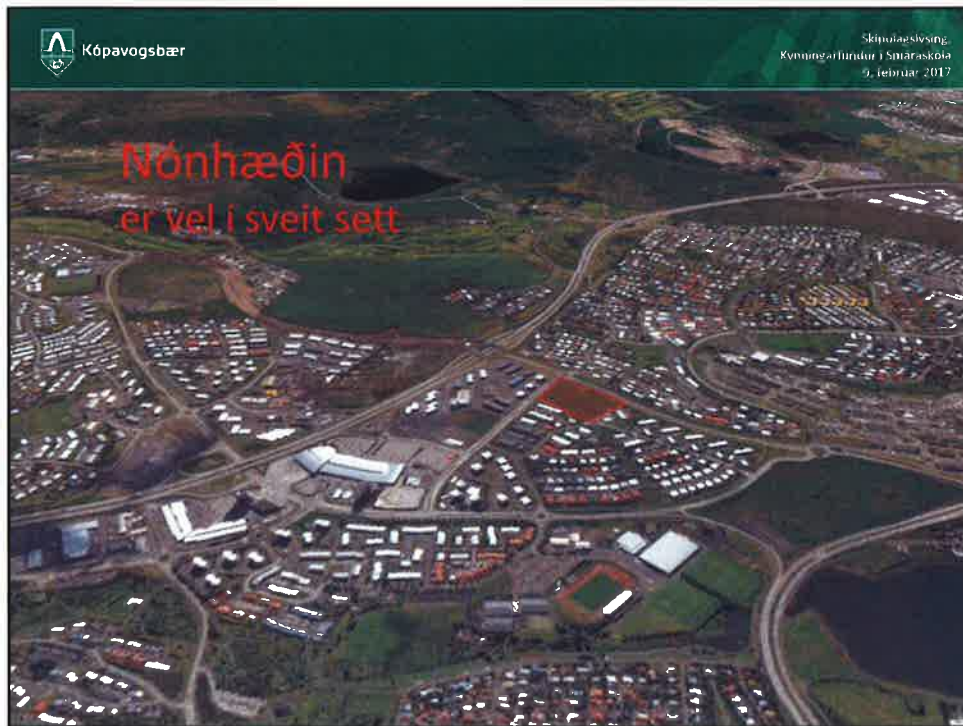 Kópavogsbær
Skipulagslýsing,
Kynningarfundur í Smáraskóla
9. febrúar 2017
Nónhæðin
er vel í sveit sett